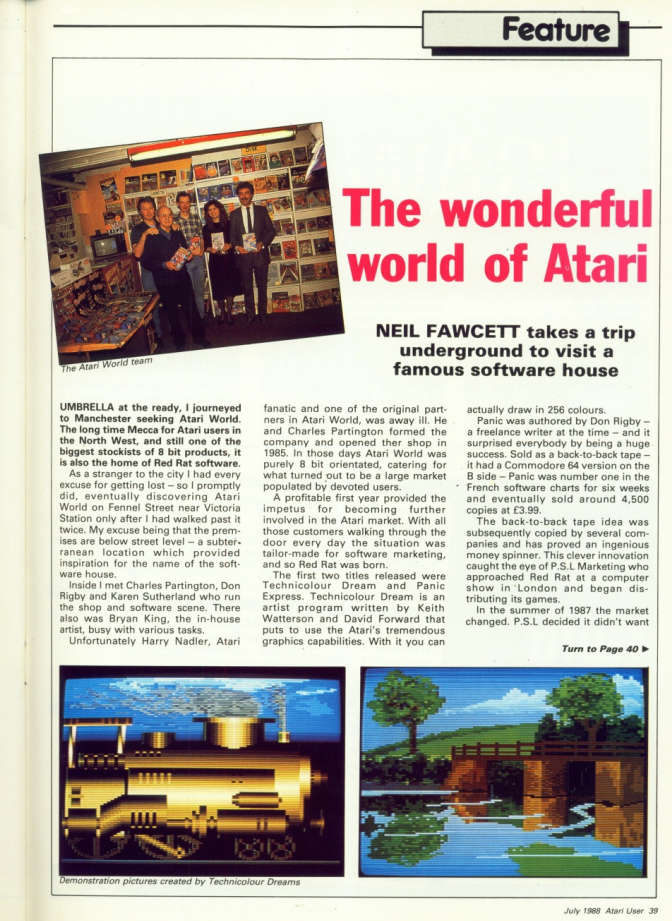 Feature
The wonderful
world of Atari
NEIL FAWCETT takes a trip
underground to visit a
famous software house
The Atari World team
UMBRELLA at the ready, I journeyed
to Manchester seeking Atari World.
The long time Mecca for Atari users in
the North West, and still one of the
biggest stockists of 8 bit products, it
is also the home of Red Rat software.
As a stranger to the city I had every
excuse for getting lost – so I promptly
did, eventually discovering Atari
World on Fennel Street near Victoria
Station only after I had walked past it
twice. My excuse being that the prem-
ises are below street level – a subter-
ranean location which provided
inspiration for the name of the soft-
ware house.
Inside I met Charles Partington, Don
Rigby and Karen Sutherland who run
the shop and software scene. There
also was Bryan King, the in-house
artist, busy with various tasks.
Unfortunately Harry Nadler, Atari
fanatic and one of the original part-
ners in Atari World, was away ill. He
and Charles Partington formed the
company and opened ther shop in
1985. In those days Atari World was
purely 8 bit orientated, catering for
what turned out to be a large market
populated by devoted users.
A profitable first year provided the
impetus for becoming further
involved in the Atari market. With all
those customers walking through the
door every day the situation was
tailor-made for software marketing,
and so Red Rat was born.
The first two titles released were
Technicolour Dream and Panic
Express. Technicolour Dream is an
artist program written by Keith
Watterson and David Forward that
puts to use the Atari's tremendous
graphics capabilities. With it you can
actually draw in 256 colours.
Panic was authored by Don Rigby –
a freelance writer at the time – and it
surprised everybody by being a huge
success. Sold as a back-to-back tape –
it had a Commodore 64 version on the
B side – Panic was number one in the
French software charts for six weeks
and eventually sold around 4,500
copies at £3.99.
The back-to-back tape idea was
subsequently copied by several com-
panies and has proved an ingenious
money spinner. This clever innovation
caught the eye of P.S.L Marketing who
approached Red Rat at a computer
show in London and began dis-
tributing its games.
In the summer of 1987 the market
changed. P.S.L decided it didn't want
Turn to Page 40 ►
Demonstration pictures created by Technicolour Dreams
July 1988 Atari User 39